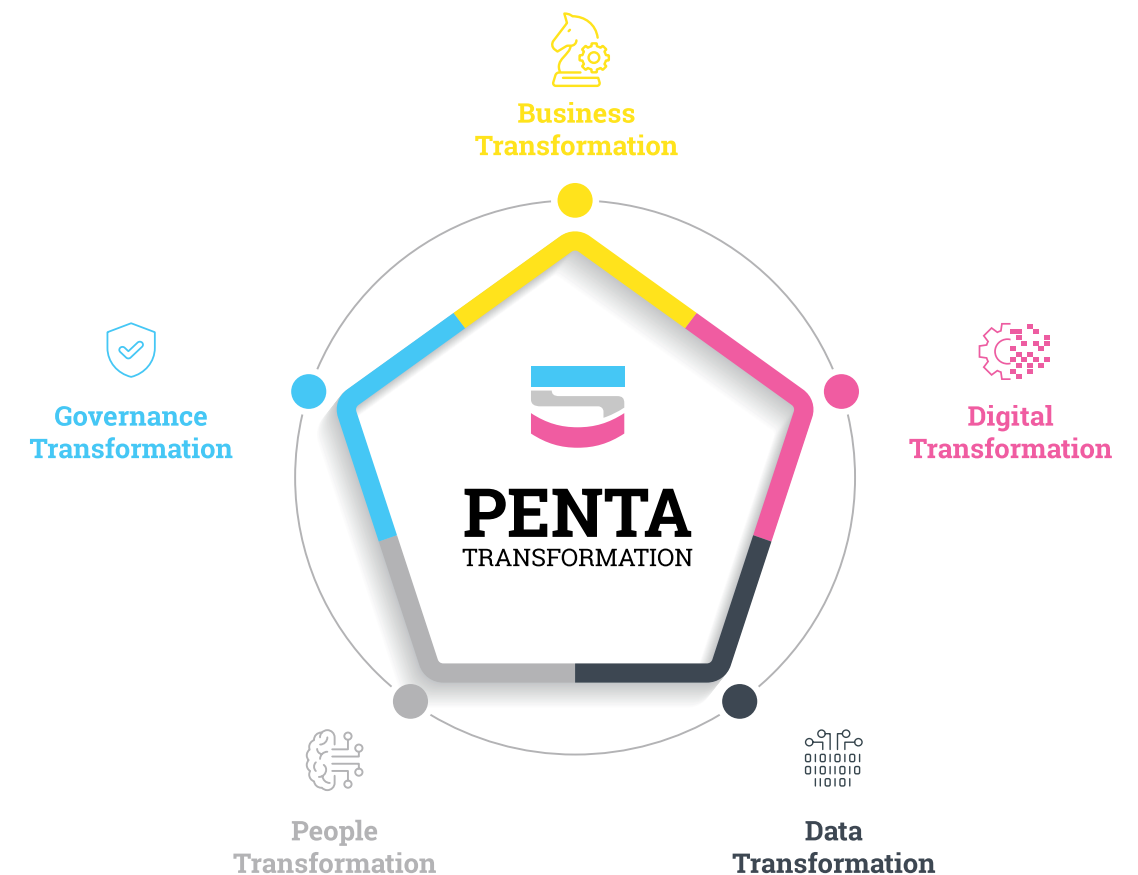 Business
Transformation
Governance
Transformation
Digital
Transformation
PENTA
TRANSFORMATION
People
Transformation
Data
Transformation